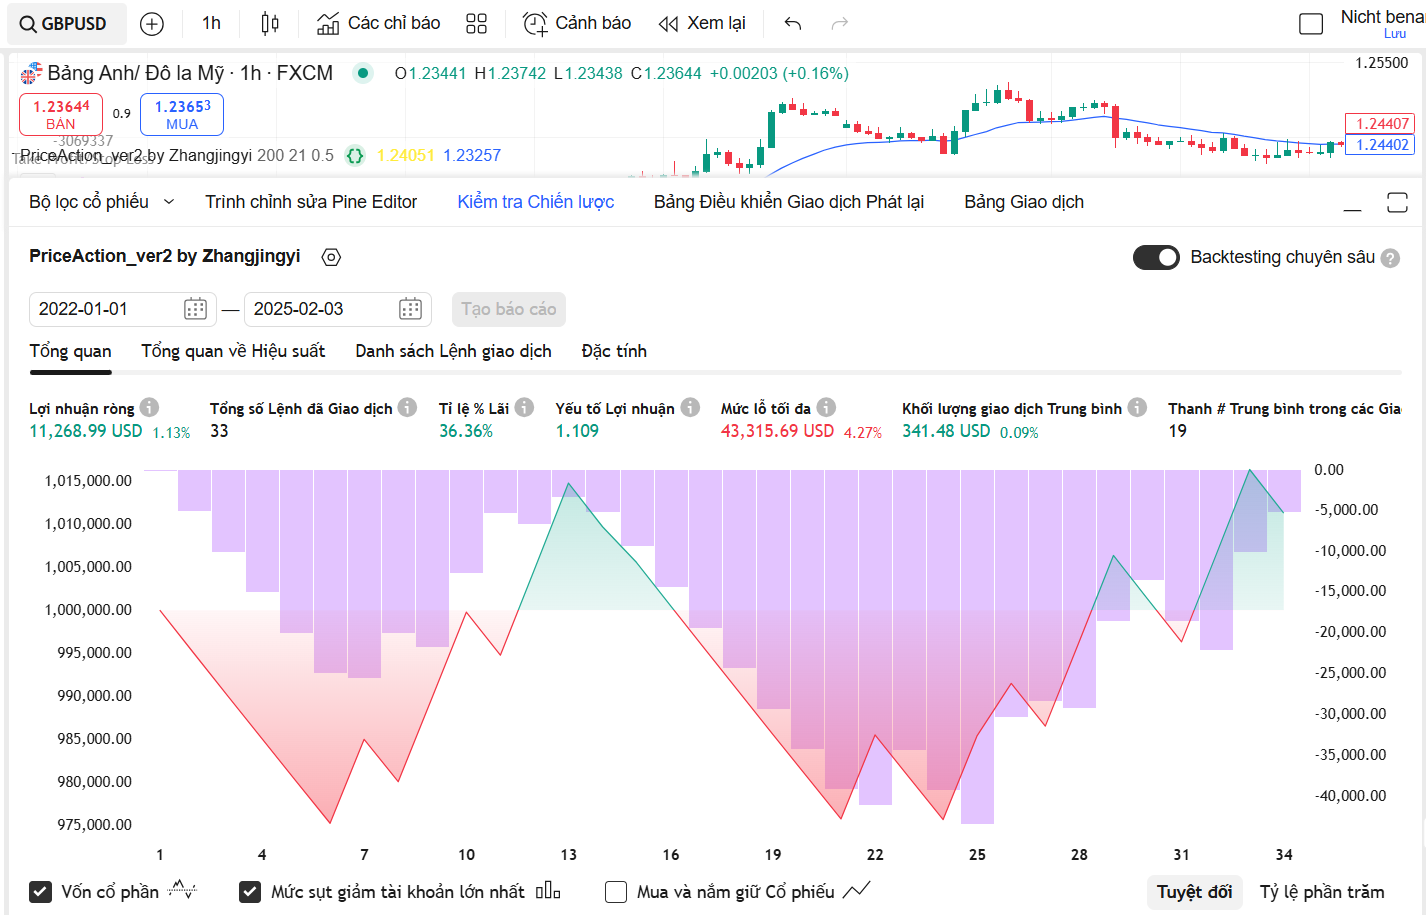 GBPUSD 1h Các chỉ báo Cảnh báo Xem lại Nicht bena
Lưu
Bảng Anh/ Đô la Mỹ · 1h · FXCM O1.23441 H1.23742 L1.23438 C1.23644 +0.00203 (+0.16%)
1.25500
1.23644 0.9 1.23653
BÁN MUA
1.24407
1.24402
-3069337
PriceAction_ver2 by Zhangjingyi 200 21 0.5 {} 1.24051 1.23257
Bộ lọc cổ phiếu Trình chỉnh sửa Pine Editor Kiểm tra Chiến lược Bảng Điều khiển Giao dịch Phát lại Bảng Giao dịch
PriceAction_ver2 by Zhangjingyi Backtesting chuyên sâu ?
2022-01-01 — 2025-02-03 Tạo báo cáo
Tổng quan Tổng quan về Hiệu suất Danh sách Lệnh giao dịch Đặc tính
Lợi nhuận ròng Tổng số Lệnh đã Giao dịch Tỉ lệ % Lãi Yếu tố Lợi nhuận Mức lỗ tối đa Khối lượng giao dịch Trung bình Thanh # Trung bình trong các Gia
11,268.99 USD 1.13% 33 36.36% 1.109 43,315.69 USD 4.27% 341.48 USD 0.09% 19
1,015,000.00 0.00
1,010,000.00 -5,000.00
1,005,000.00 -10,000.00
1,000,000.00 -15,000.00
995,000.00 -20,000.00
990,000.00 -25,000.00
985,000.00 -30,000.00
980,000.00 -35,000.00
975,000.00 -40,000.00
1 4 7 10 13 16 19 22 25 28 31 34
Vốn cổ phần Mức sụt giảm tài khoản lớn nhất Mua và nắm giữ Cổ phiếu Tuyệt đối Tỷ lệ phần trăm